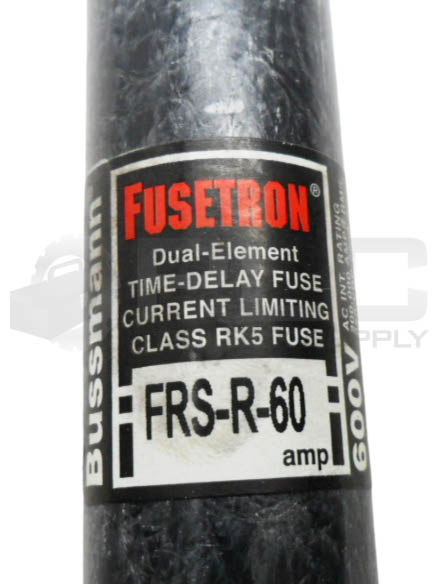 FUSETRON®
Dual-Element
TIME-DELAY FUSE
CURRENT LIMITING
CLASS RK5 FUSE
FRS-R-60
amp
Bussmann
600V
AC INT. RATING